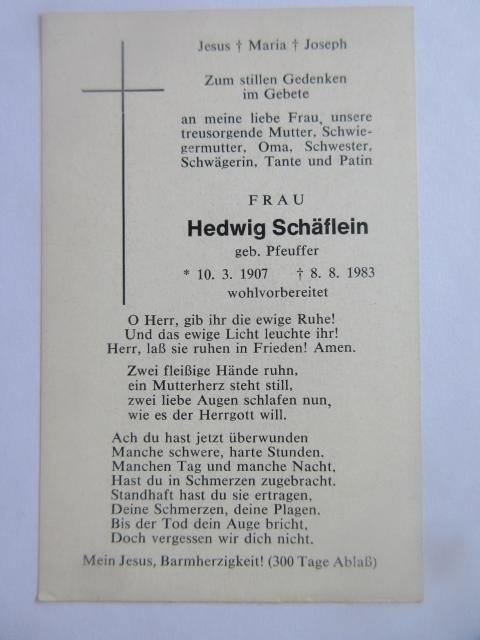 Jesus † Maria † Joseph
Zum stillen Gedenken
im Gebete
an meine liebe Frau, unsere
treusorgende Mutter, Schwie-
germutter, Oma, Schwester,
Schwägerin, Tante und Patin
FRAU
Hedwig Schäflein
geb. Pfeuffer
* 10. 3. 1907 † 8. 8. 1983
wohlvorbereitet
O Herr, gib ihr die ewige Ruhe!
Und das ewige Licht leuchte ihr!
Herr, laß sie ruhen in Frieden! Amen.
Zwei fleißige Hände ruhn,
ein Mutterherz steht still,
zwei liebe Augen schlafen nun,
wie es der Herrgott will.
Ach du hast jetzt überwunden
Manche schwere, harte Stunden.
Manchen Tag und manche Nacht,
Hast du in Schmerzen zugebracht.
Standhaft hast du sie ertragen,
Deine Schmerzen, deine Plagen.
Bis der Tod dein Auge bricht,
Doch vergessen wir dich nicht.
Mein Jesus, Barmherzigkeit! (300 Tage Ablaß)